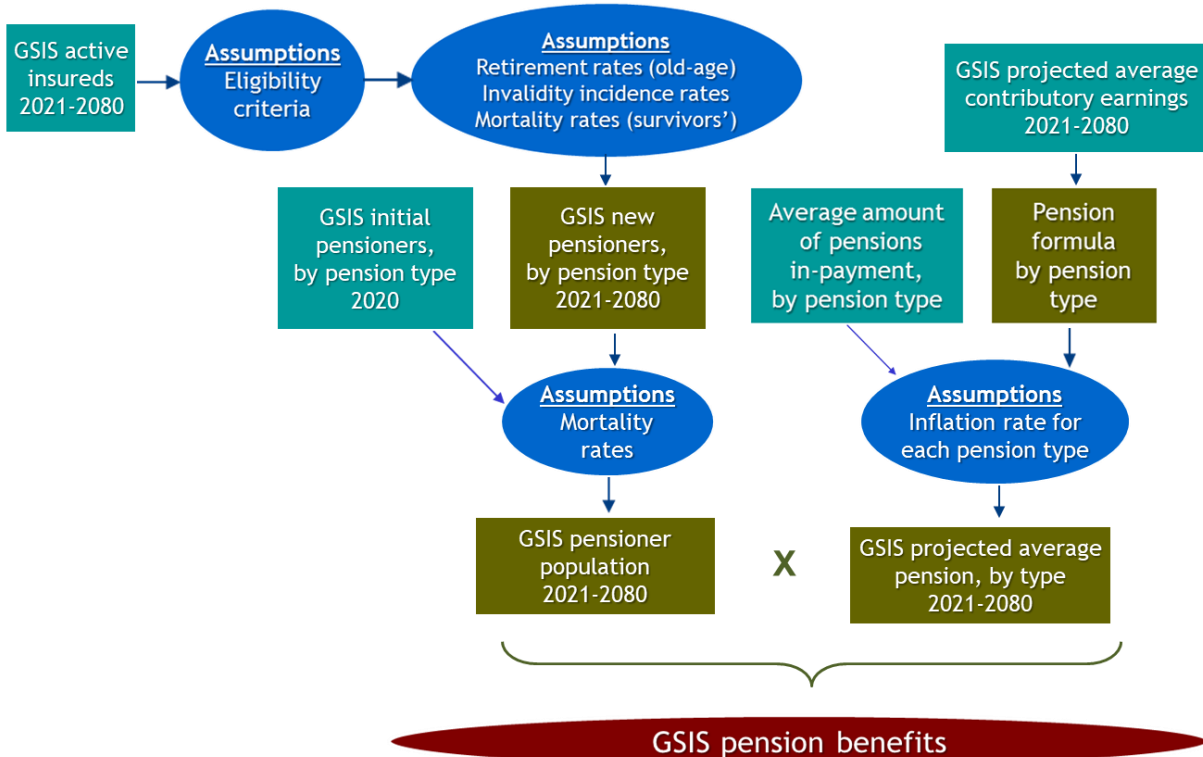 GSIS active
insureds
2021-2080
Assumptions
Eligibility
criteria
Assumptions
Retirement rates (old-age)
Invalidity incidence rates
Mortality rates (survivors’)
GSIS projected average
contributory earnings
2021-2080
GSIS initial
pensioners,
by pension type
2020
GSIS new
pensioners,
by pension type
2021-2080
Average amount
of pensions
in-payment,
by pension type
Pension
formula
by pension
type
Assumptions
Mortality
rates
Assumptions
Inflation rate for
each pension type
GSIS pensioner
population
2021-2080
X
GSIS projected average
pension, by type
2021-2080
GSIS pension benefits